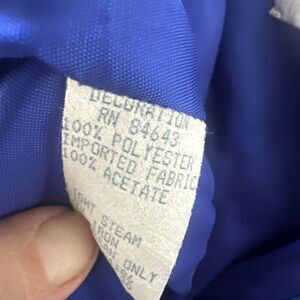 DECORATION
RN 84643
100% POLYESTER
IMPORTED FABRIC
100% ACETATE
STEAM
IRON
ONLY